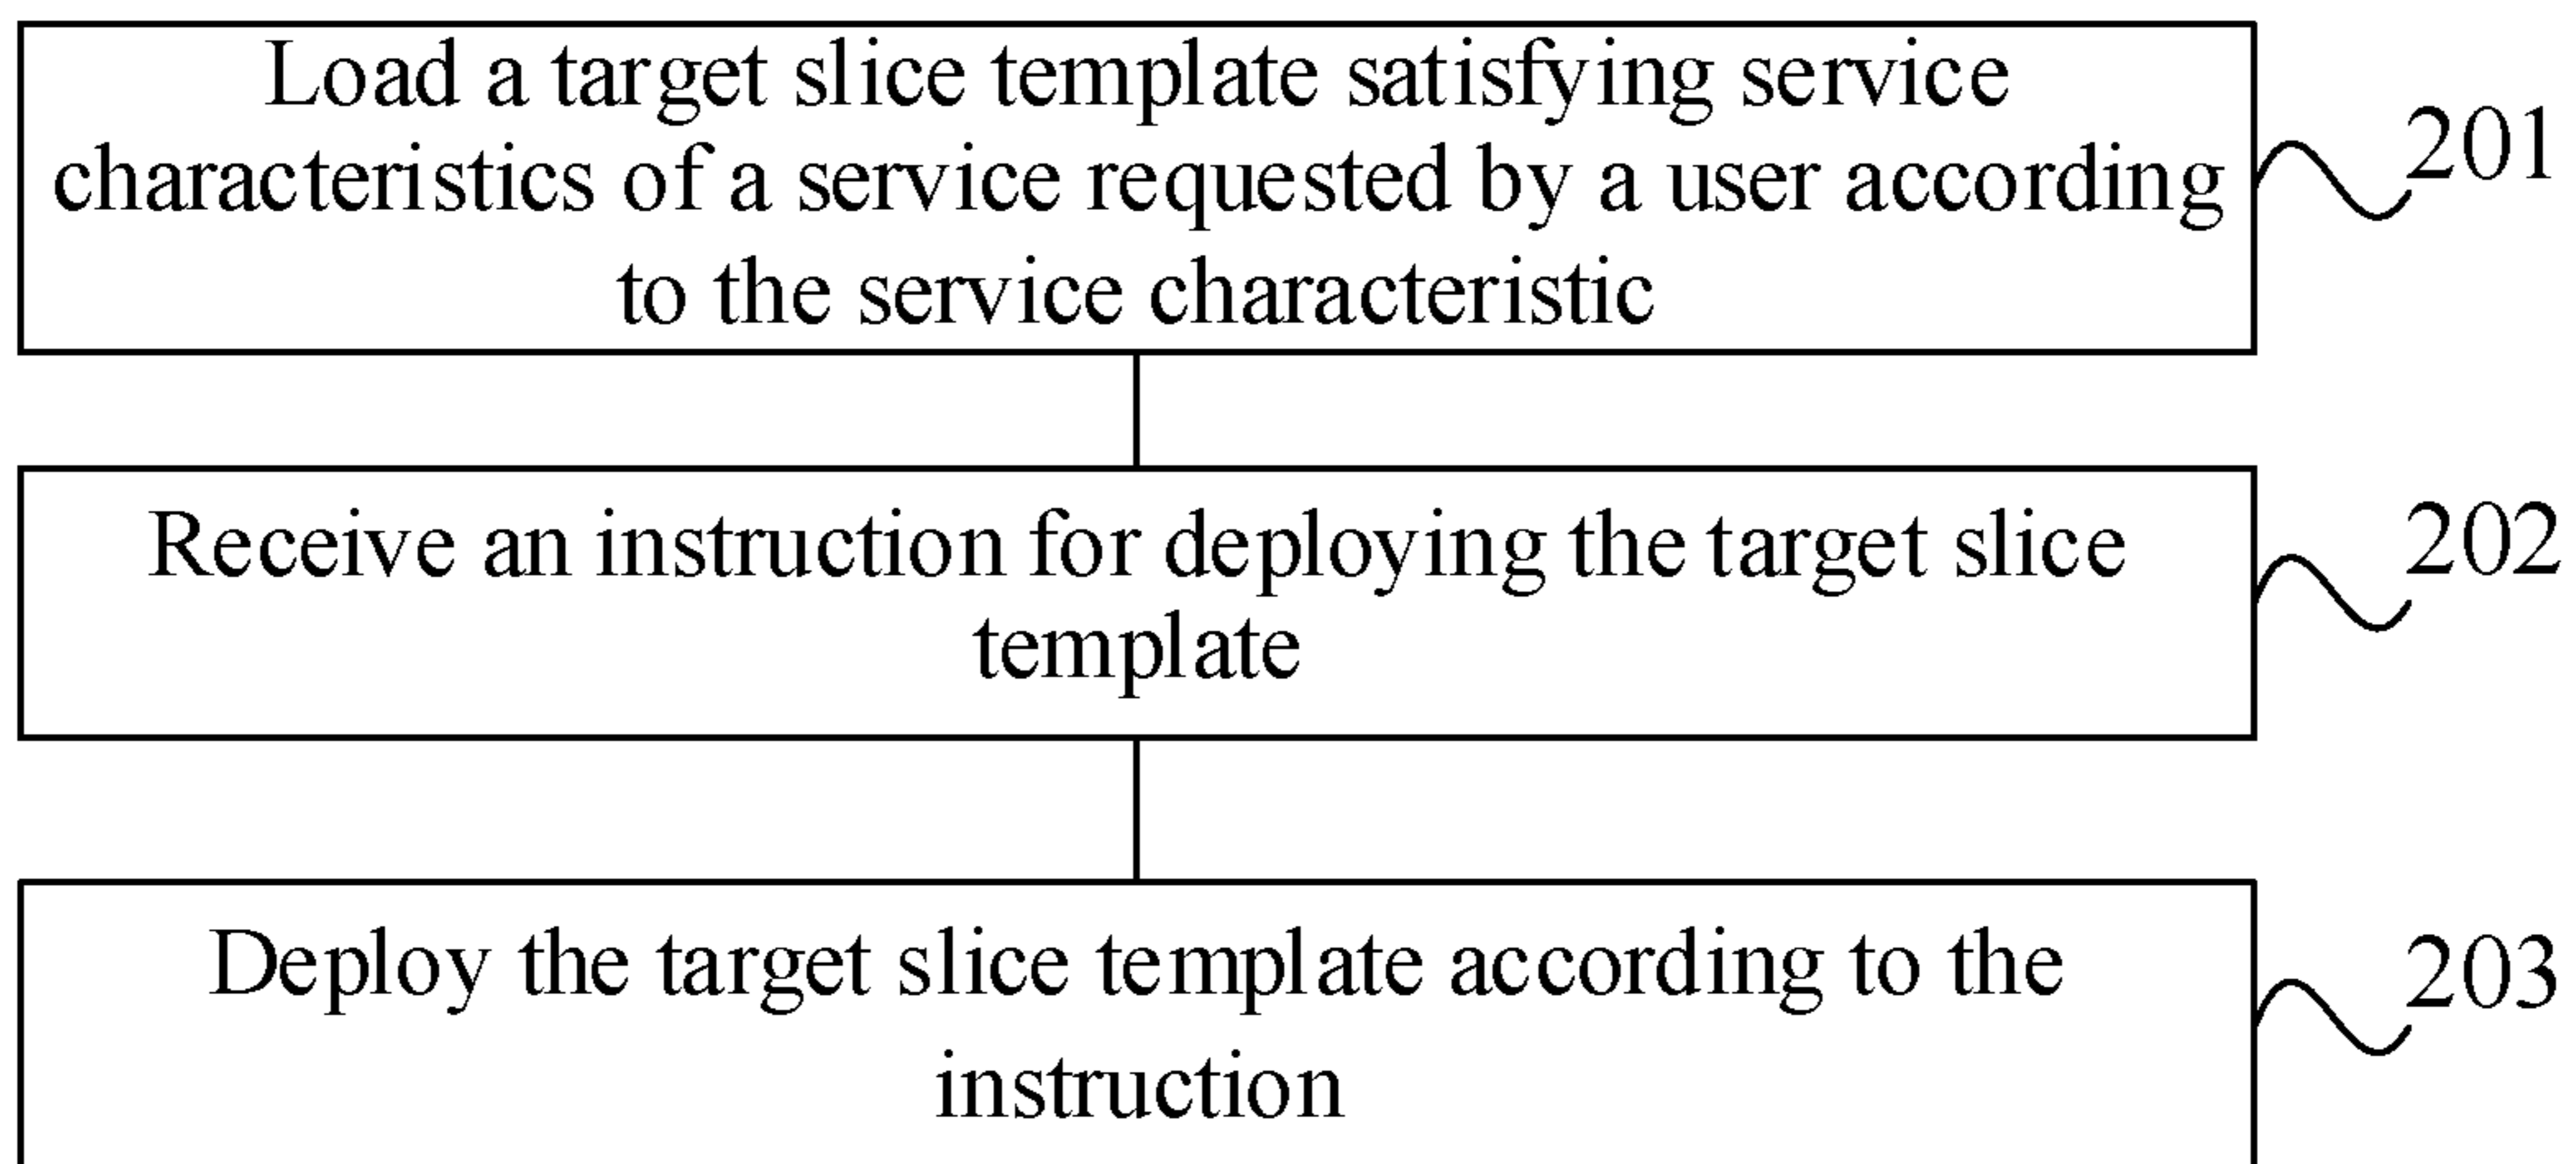 Load a target slice template satisfying service
characteristics of a service requested by a user according
to the service characteristic
201
Receive an instruction for deploying the target slice
template
202
Deploy the target slice template according to the
instruction
203